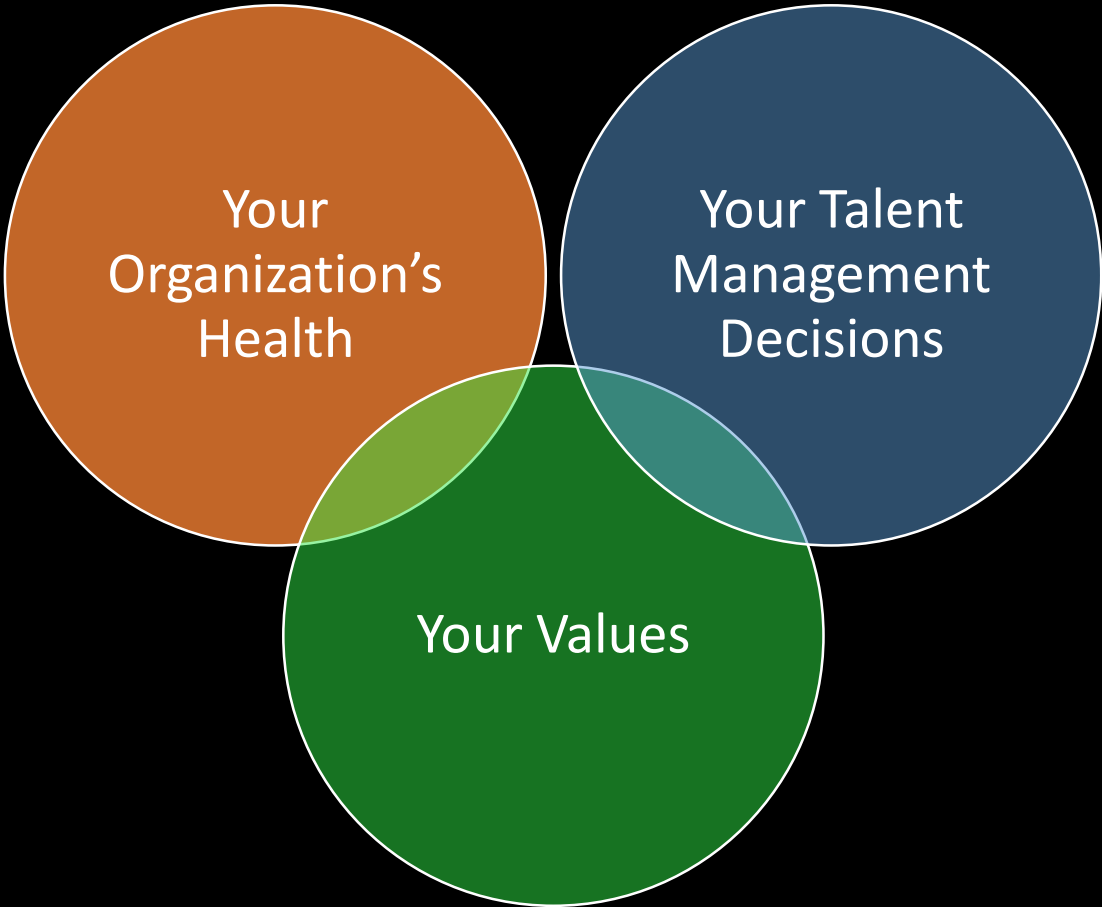 Your
Organization’s
Health
Your Talent
Management
Decisions
Your Values